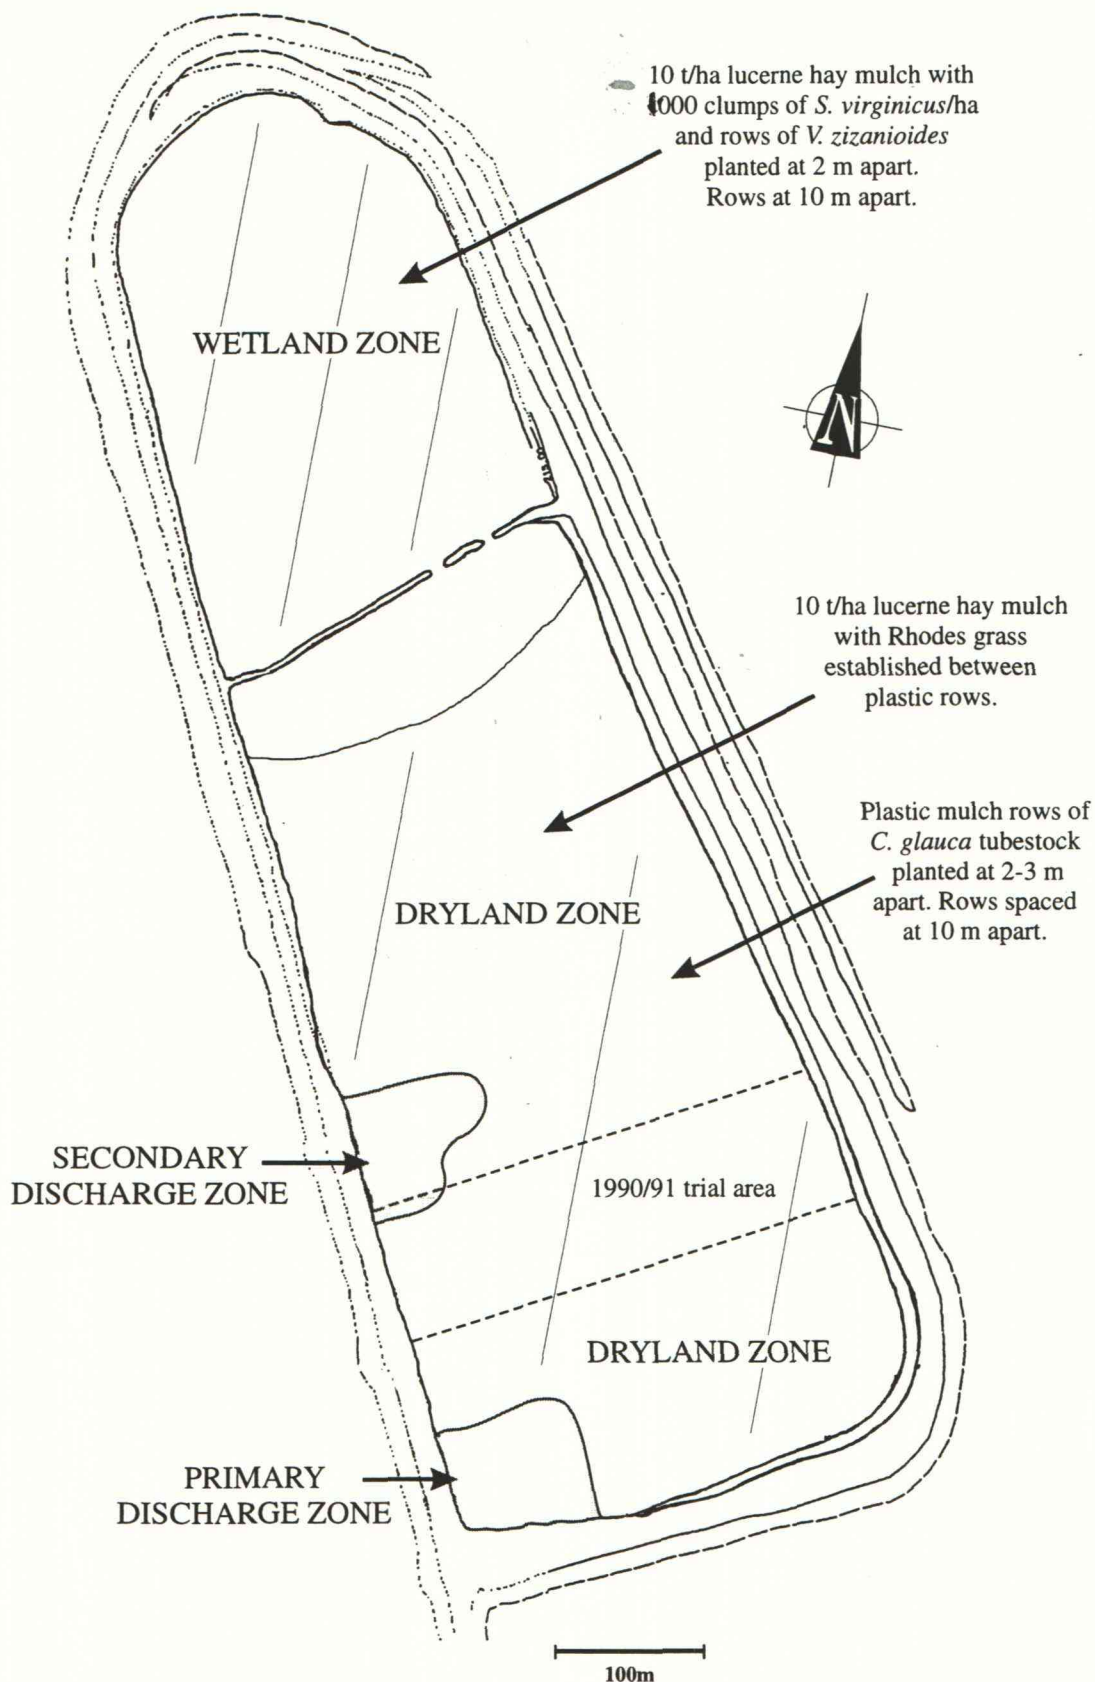 10 t/ha lucerne hay mulch with
1000 clumps of S. virginicus/ha
and rows of V. zizanioides
planted at 2 m apart.
Rows at 10 m apart.
WETLAND ZONE
N
10 t/ha lucerne hay mulch
with Rhodes grass
established between
plastic rows.
Plastic mulch rows of
C. glauca tubestock
planted at 2-3 m
apart. Rows spaced
at 10 m apart.
DRYLAND ZONE
SECONDARY
DISCHARGE ZONE
1990/91 trial area
DRYLAND ZONE
PRIMARY
DISCHARGE ZONE
100m